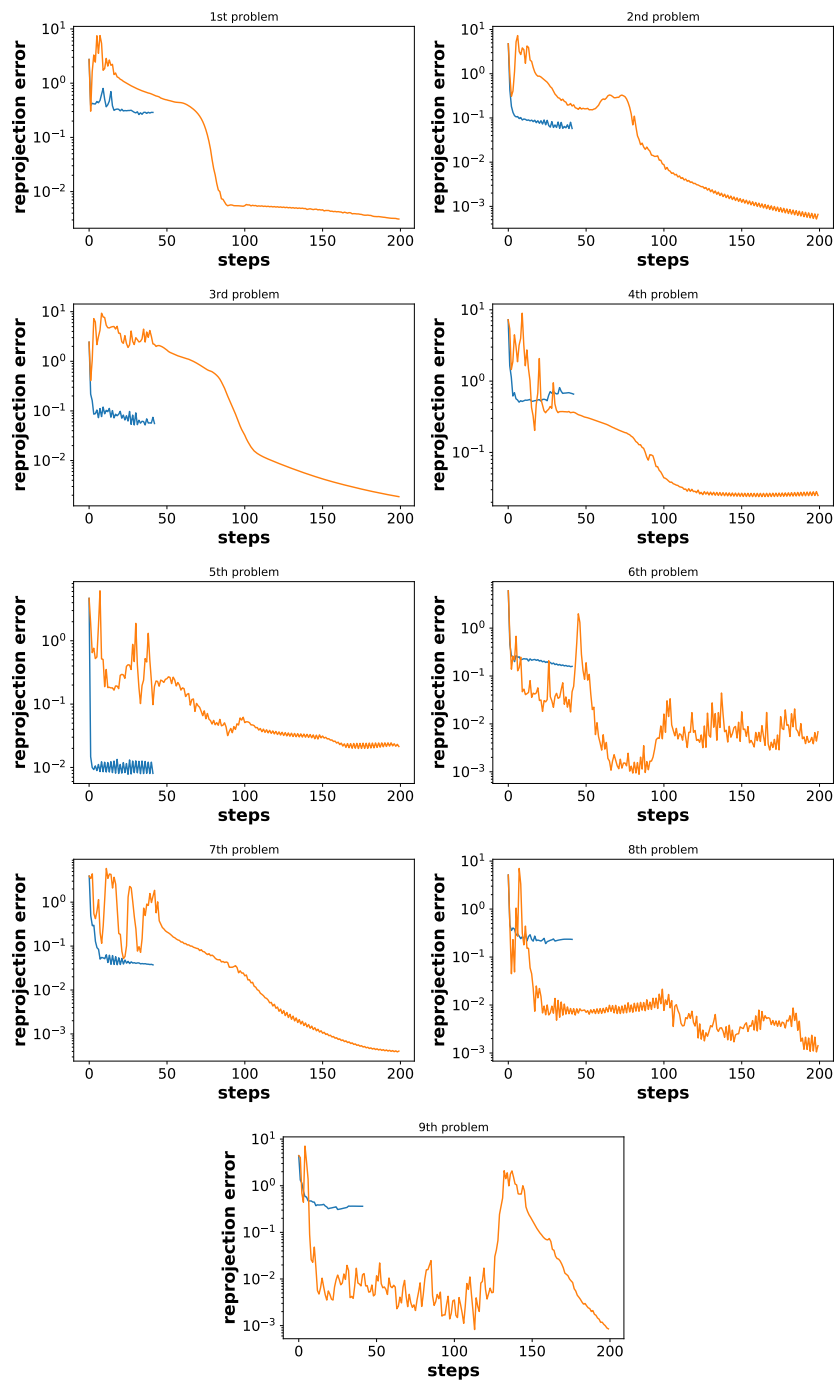 1st problem
reprojection error
10^1
10^0
10^−1
10^−2
0 50 100 150 200
steps
2nd problem
reprojection error
10^1
10^0
10^−1
10^−2
10^−3
0 50 100 150 200
steps
3rd problem
reprojection error
10^1
10^0
10^−1
10^−2
0 50 100 150 200
steps
4th problem
reprojection error
10^1
10^0
10^−1
0 50 100 150 200
steps
5th problem
reprojection error
10^0
10^−1
10^−2
0 50 100 150 200
steps
6th problem
reprojection error
10^0
10^−1
10^−2
10^−3
0 50 100 150 200
steps
7th problem
reprojection error
10^0
10^−1
10^−2
10^−3
0 50 100 150 200
steps
8th problem
reprojection error
10^1
10^0
10^−1
10^−2
10^−3
0 50 100 150 200
steps
9th problem
reprojection error
10^1
10^0
10^−1
10^−2
10^−3
0 50 100 150 200
steps